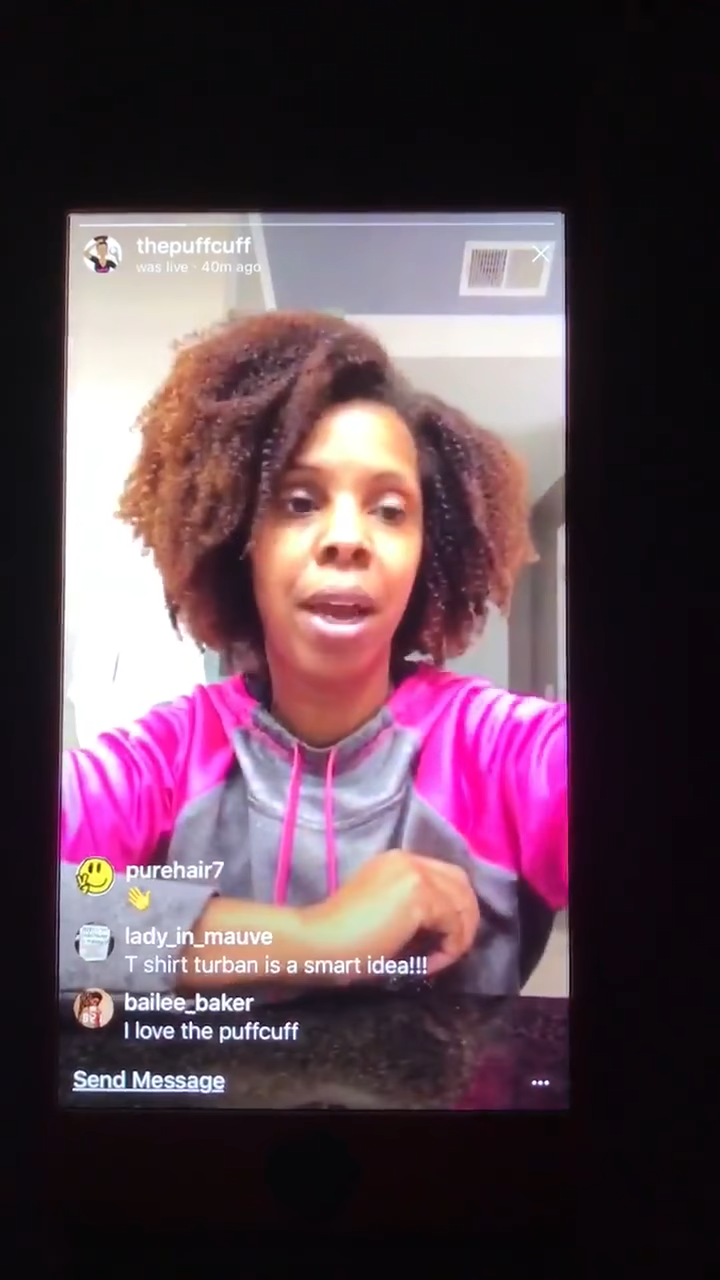 thepuffcuff
was live · 40m ago
purehair7
👋
lady_in_mauve
T shirt turban is a smart idea!!!
bailee_baker
I love the puffcuff
Send Message